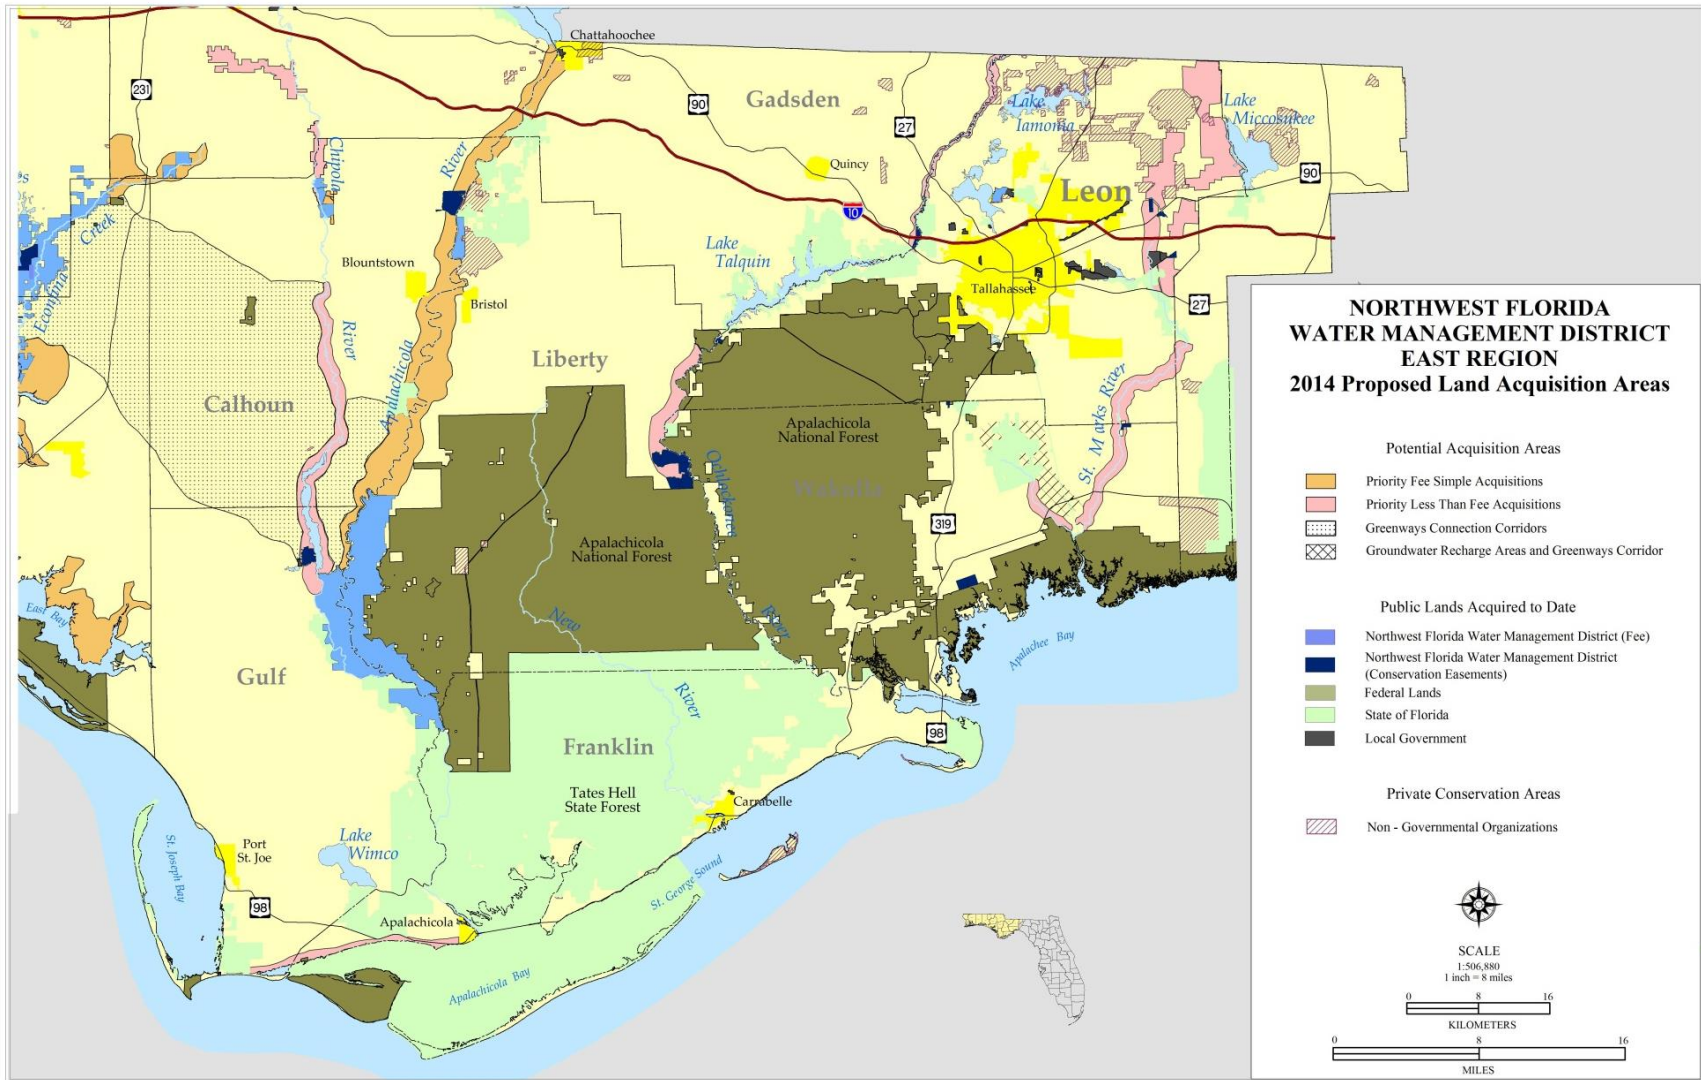 Chattahoochee
231
90
Gadsden
27
Lake
Iamonia
Lake
Miccosukee
90
Quincy
Leon
10
Chipola
River
River
Creek
Econfina
Blountstown
Bristol
Lake
Talquin
Tallahassee
27
Liberty
Calhoun
Apalachicola
Apalachicola
National Forest
Wakulla
Ochlockonee
River
St. Marks River
319
Apalachicola
National Forest
New
River
East Bay
Gulf
Apalachee Bay
98
Franklin
Tates Hell
State Forest
Carrabelle
Lake
Wimco
Port
St. Joe
St. Joseph Bay
98
Apalachicola
St. George Sound
Apalachicola Bay
NORTHWEST FLORIDA
WATER MANAGEMENT DISTRICT
EAST REGION
2014 Proposed Land Acquisition Areas
Potential Acquisition Areas
Priority Fee Simple Acquisitions
Priority Less Than Fee Acquisitions
Greenways Connection Corridors
Groundwater Recharge Areas and Greenways Corridor
Public Lands Acquired to Date
Northwest Florida Water Management District (Fee)
Northwest Florida Water Management District
(Conservation Easements)
Federal Lands
State of Florida
Local Government
Private Conservation Areas
Non - Governmental Organizations
SCALE
1:506,880
1 inch = 8 miles
0 8 16
KILOMETERS
0 8 16
MILES